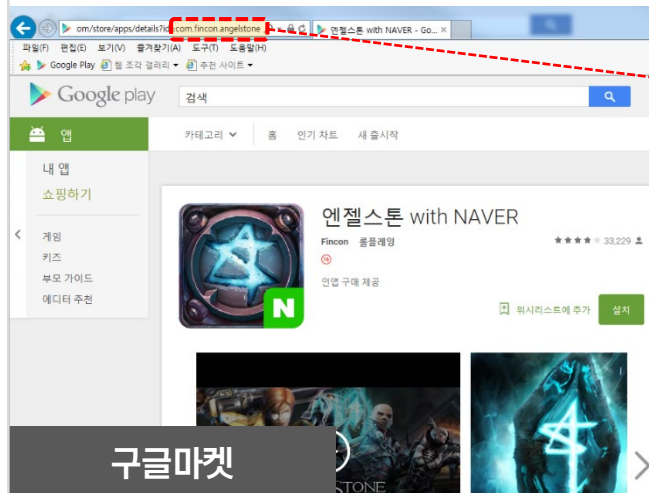 om/store/apps/details?id=com.fincon.angelstone
엔젤스톤 with NAVER - Go...
파일(F) 편집(E) 보기(V) 즐겨찾기(A) 도구(T) 도움말(H)
Google Play 웹 조각 갤러리 추천 사이트
Google play 검색
앱 카테고리 홈 인기 차트 새 출시작
내 앱
쇼핑하기
게임
키즈
부모 가이드
에디터 추천
엔젤스톤 with NAVER
Fincon 롤플레잉 33,229
인앱 구매 제공
위시리스트에 추가 설치
N
STONE
구글마켓